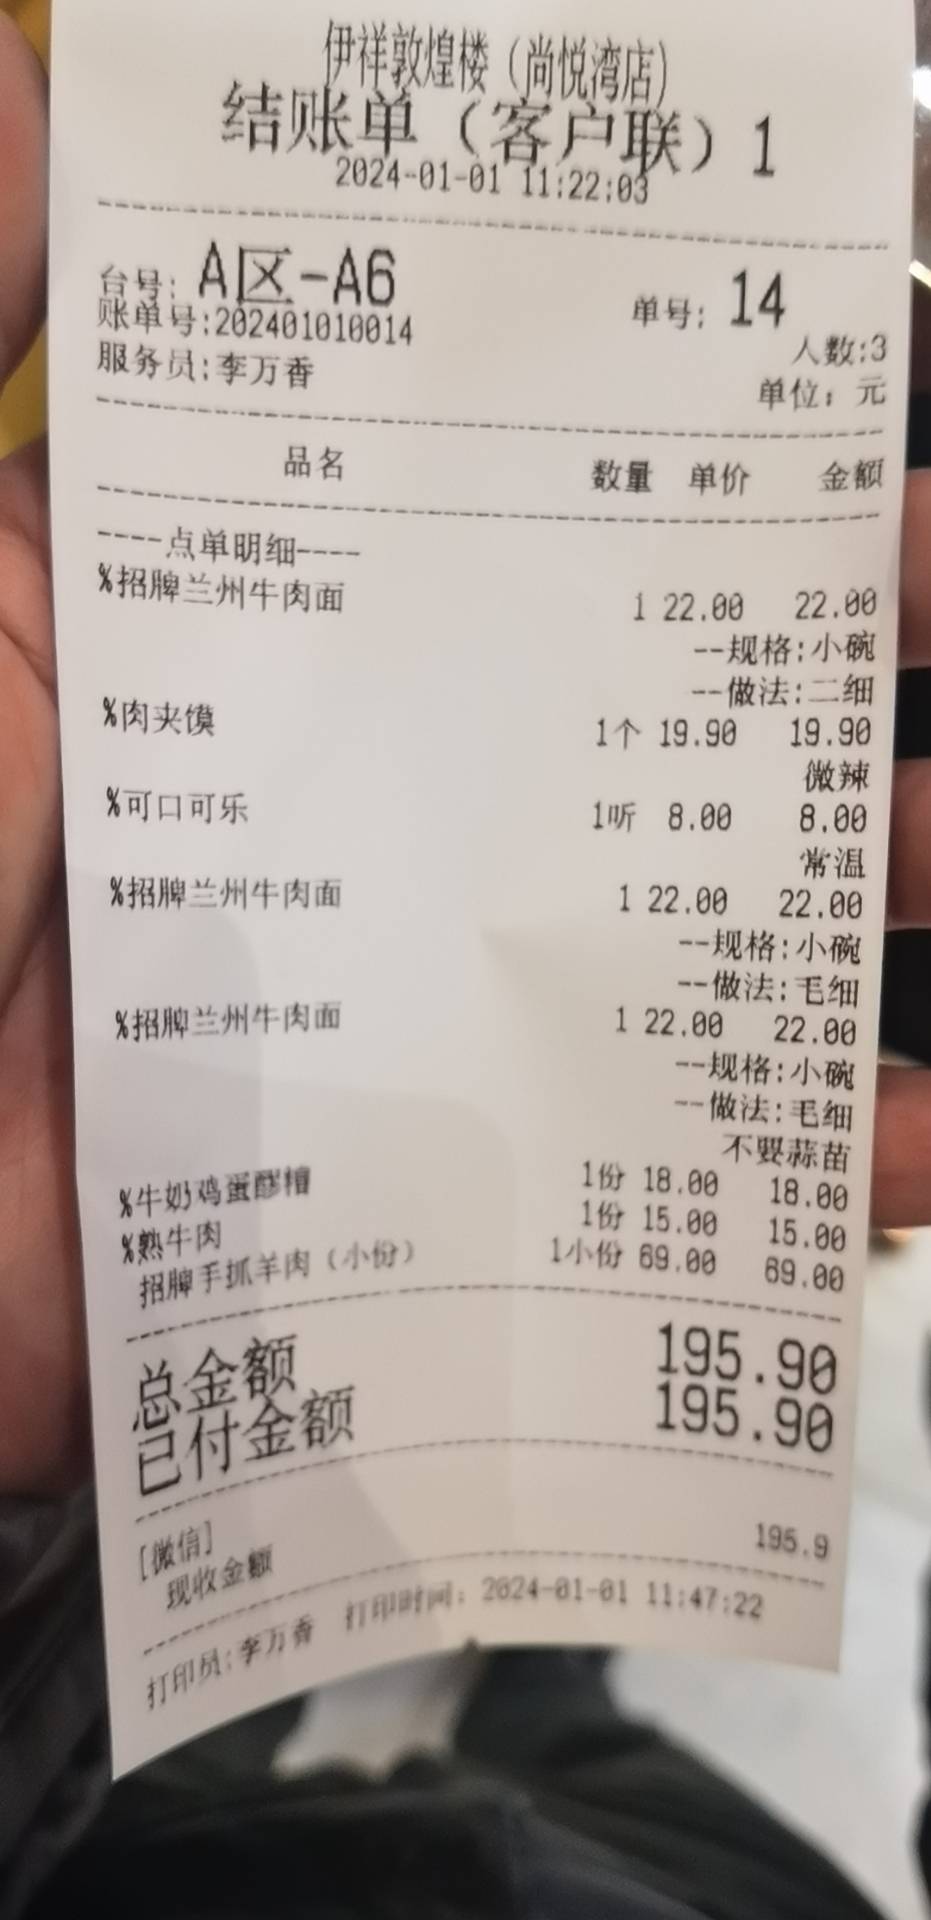 伊祥敦煌楼（尚悦湾店）
结账单（客户联）1
2024-01-01 11:22:03
台号: A区-A6 单号: 14
账单号:202401010014 人数:3
服务员:李万香 单位：元
品名 数量 单价 金额
----点单明细----
%招牌兰州牛肉面 1 22.00 22.00
--规格:小碗
--做法:二细
%肉夹馍 1个 19.90 19.90
微辣
%可口可乐 1听 8.00 8.00
常温
%招牌兰州牛肉面 1 22.00 22.00
--规格:小碗
--做法:毛细
%招牌兰州牛肉面 1 22.00 22.00
--规格:小碗
--做法:毛细
不要蒜苗
%牛奶鸡蛋醪糟 1份 18.00 18.00
%熟牛肉 1份 15.00 15.00
招牌手抓羊肉（小份） 1小份 69.00 69.00
总金额 195.90
已付金额 195.90
[微信] 195.9
现收金额
打印员:李万香 打印时间: 2024-01-01 11:47:22